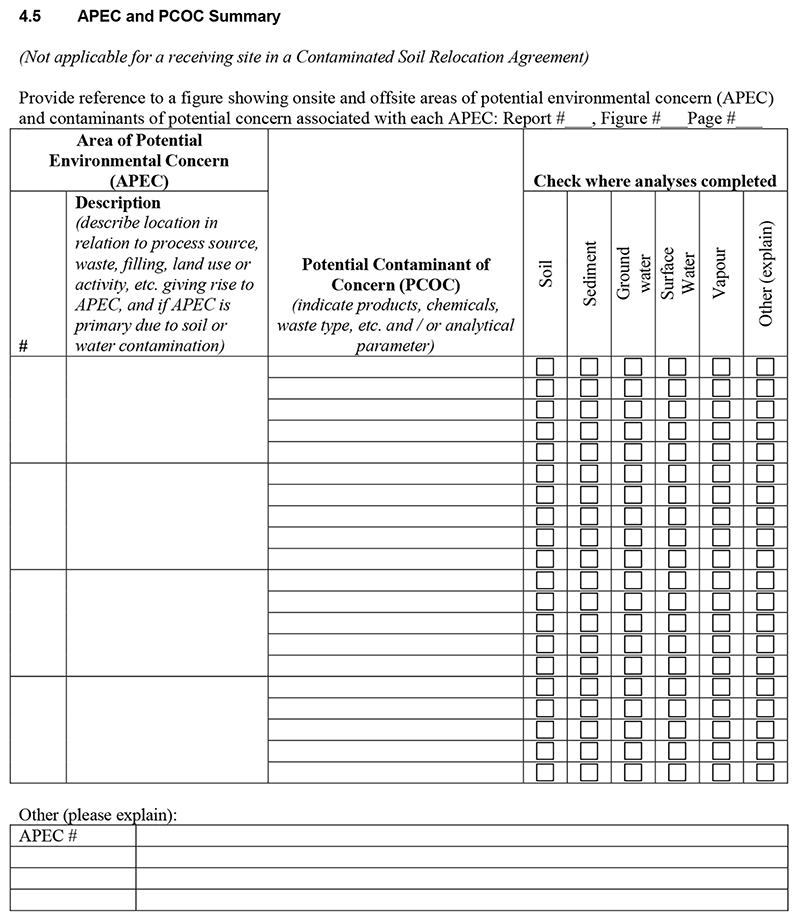 4.5 APEC and PCOC Summary
(Not applicable for a receiving site in a Contaminated Soil Relocation Agreement)
Provide reference to a figure showing onsite and offsite areas of potential environmental concern (APEC)
and contaminants of potential concern associated with each APEC: Report #___, Figure #___Page #___
Area of Potential
Environmental Concern
(APEC)
#
Description
(describe location in
relation to process source,
waste, filling, land use or
activity, etc. giving rise to
APEC, and if APEC is
primary due to soil or
water contamination)
Potential Contaminant of
Concern (PCOC)
(indicate products, chemicals,
waste type, etc. and / or analytical
parameter)
Check where analyses completed
Soil
Sediment
Ground
water
Surface
Water
Vapour
Other (explain)
Other (please explain):
APEC #